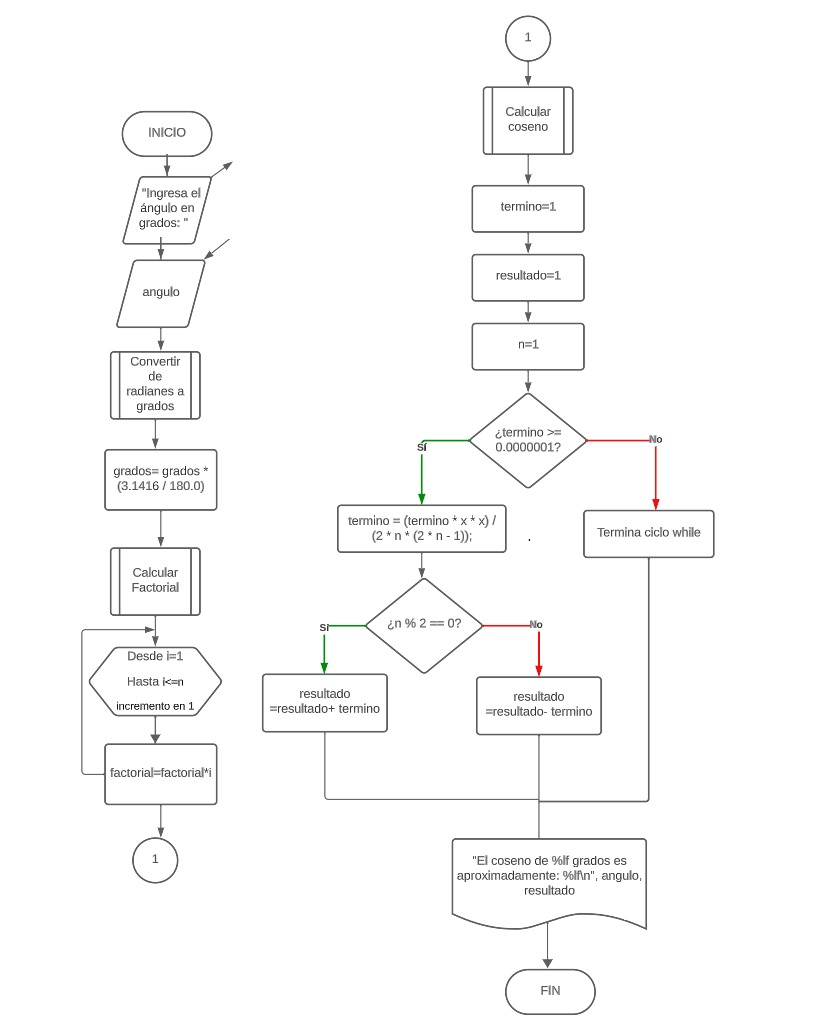 INICIO
"Ingresa el
ángulo en
grados: "
angulo
Convertir
de
radianes a
grados
grados= grados *
(3.1416 / 180.0)
Calcular
Factorial
Desde i=1
Hasta i<=n
incremento en 1
factorial=factorial*i
1
1
Calcular
coseno
termino=1
resultado=1
n=1
¿termino >=
0.0000001?
Sí
No
termino = (termino * x * x) /
(2 * n * (2 * n - 1));
.
Termina ciclo while
¿n % 2 == 0?
Sí
No
resultado
=resultado+ termino
resultado
=resultado- termino
"El coseno de %lf grados es
aproximadamente: %lf\n", angulo,
resultado
FIN